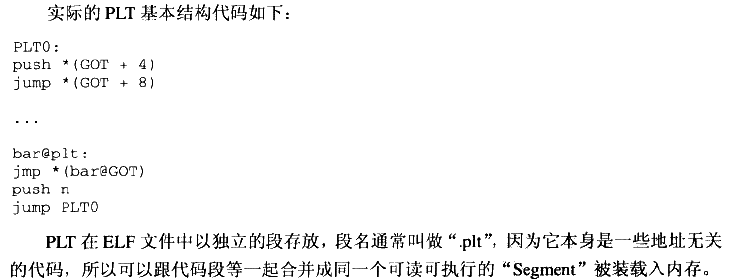 实际的 PLT 基本结构代码如下：
PLT0:
push *(GOT + 4)
jump *(GOT + 8)
...
bar@plt:
jmp *(bar@GOT)
push n
jump PLT0
PLT 在 ELF 文件中以独立的段存放，段名通常叫做“.plt”，因为它本身是一些地址无关
的代码，所以可以跟代码段等一起合并成同一个可读可执行的“Segment”被装载入内存。